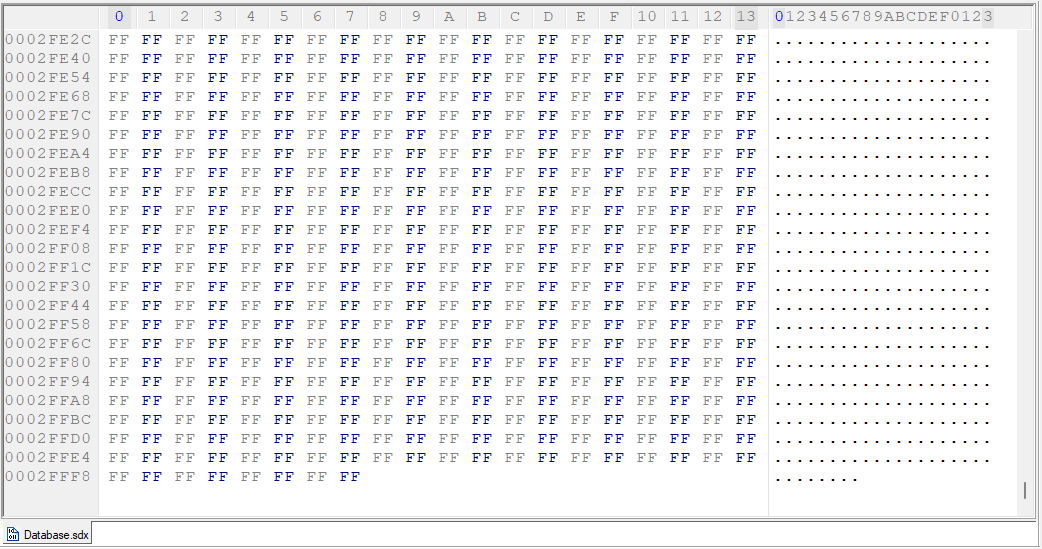 0 1 2 3 4 5 6 7 8 9 A B C D E F 10 11 12 13 0123456789ABCDEF0123
0002FE2C FF FF FF FF FF FF FF FF FF FF FF FF FF FF FF FF FF FF FF FF ....................
0002FE40 FF FF FF FF FF FF FF FF FF FF FF FF FF FF FF FF FF FF FF FF ....................
0002FE54 FF FF FF FF FF FF FF FF FF FF FF FF FF FF FF FF FF FF FF FF ....................
0002FE68 FF FF FF FF FF FF FF FF FF FF FF FF FF FF FF FF FF FF FF FF ....................
0002FE7C FF FF FF FF FF FF FF FF FF FF FF FF FF FF FF FF FF FF FF FF ....................
0002FE90 FF FF FF FF FF FF FF FF FF FF FF FF FF FF FF FF FF FF FF FF ....................
0002FEA4 FF FF FF FF FF FF FF FF FF FF FF FF FF FF FF FF FF FF FF FF ....................
0002FEB8 FF FF FF FF FF FF FF FF FF FF FF FF FF FF FF FF FF FF FF FF ....................
0002FECC FF FF FF FF FF FF FF FF FF FF FF FF FF FF FF FF FF FF FF FF ....................
0002FEE0 FF FF FF FF FF FF FF FF FF FF FF FF FF FF FF FF FF FF FF FF ....................
0002FEF4 FF FF FF FF FF FF FF FF FF FF FF FF FF FF FF FF FF FF FF FF ....................
0002FF08 FF FF FF FF FF FF FF FF FF FF FF FF FF FF FF FF FF FF FF FF ....................
0002FF1C FF FF FF FF FF FF FF FF FF FF FF FF FF FF FF FF FF FF FF FF ....................
0002FF30 FF FF FF FF FF FF FF FF FF FF FF FF FF FF FF FF FF FF FF FF ....................
0002FF44 FF FF FF FF FF FF FF FF FF FF FF FF FF FF FF FF FF FF FF FF ....................
0002FF58 FF FF FF FF FF FF FF FF FF FF FF FF FF FF FF FF FF FF FF FF ....................
0002FF6C FF FF FF FF FF FF FF FF FF FF FF FF FF FF FF FF FF FF FF FF ....................
0002FF80 FF FF FF FF FF FF FF FF FF FF FF FF FF FF FF FF FF FF FF FF ....................
0002FF94 FF FF FF FF FF FF FF FF FF FF FF FF FF FF FF FF FF FF FF FF ....................
0002FFA8 FF FF FF FF FF FF FF FF FF FF FF FF FF FF FF FF FF FF FF FF ....................
0002FFBC FF FF FF FF FF FF FF FF FF FF FF FF FF FF FF FF FF FF FF FF ....................
0002FFD0 FF FF FF FF FF FF FF FF FF FF FF FF FF FF FF FF FF FF FF FF ....................
0002FFE4 FF FF FF FF FF FF FF FF FF FF FF FF FF FF FF FF FF FF FF FF ....................
0002FFF8 FF FF FF FF FF FF FF FF ........
Database.sdx